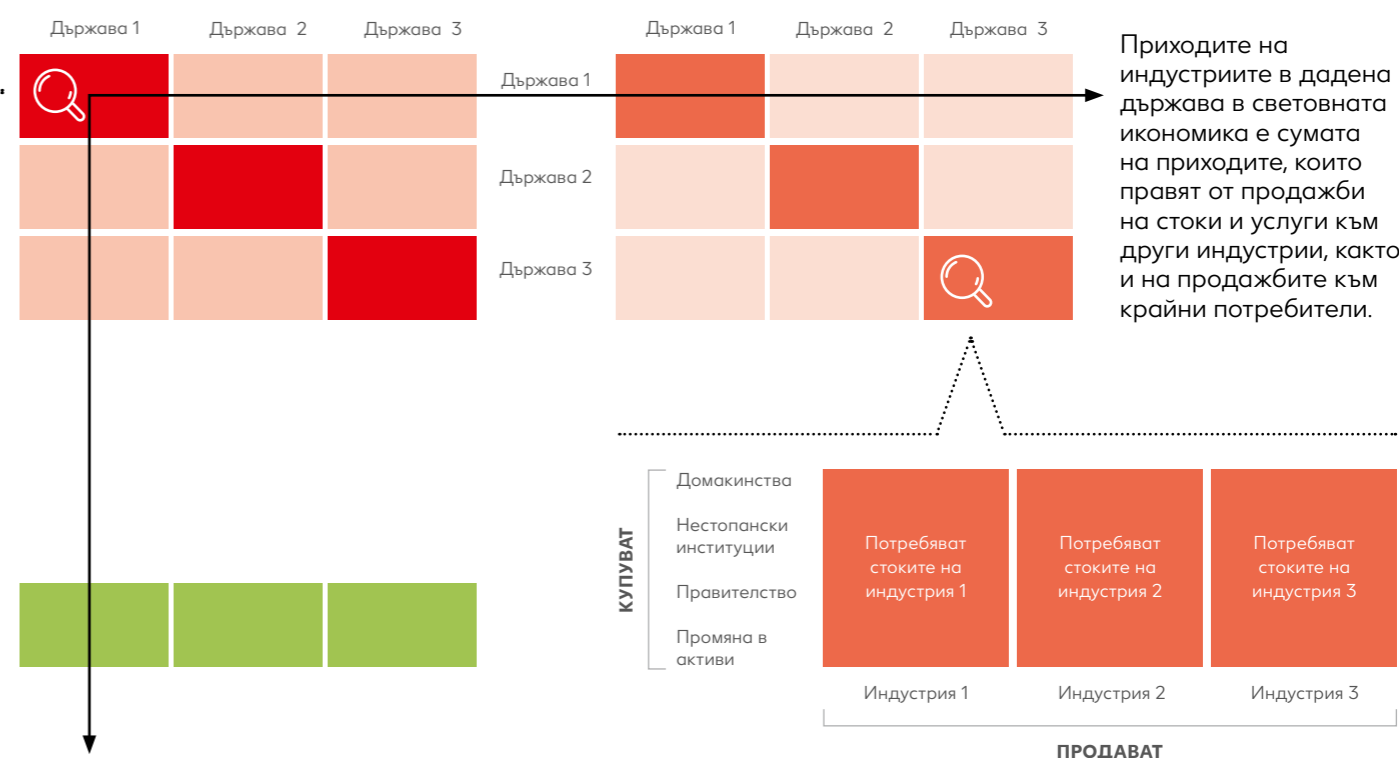 Държава 1
Държава 2
Държава 3
Държава 1
Държава 2
Държава 3
Държава 1
Държава 2
Държава 3
Приходите на
индустриите в дадена
държава в световната
икономика е сумата
на приходите, които
правят от продажби
на стоки и услуги към
други индустрии, както
и на продажбите към
крайни потребители.
КУПУВАТ
Домакинства
Нестопански
институции
Правителство
Промяна в
активи
Потребяват
стоките на
индустрия 1
Потребяват
стоките на
индустрия 2
Потребяват
стоките на
индустрия 3
Индустрия 1
Индустрия 2
Индустрия 3
ПРОДАВАТ